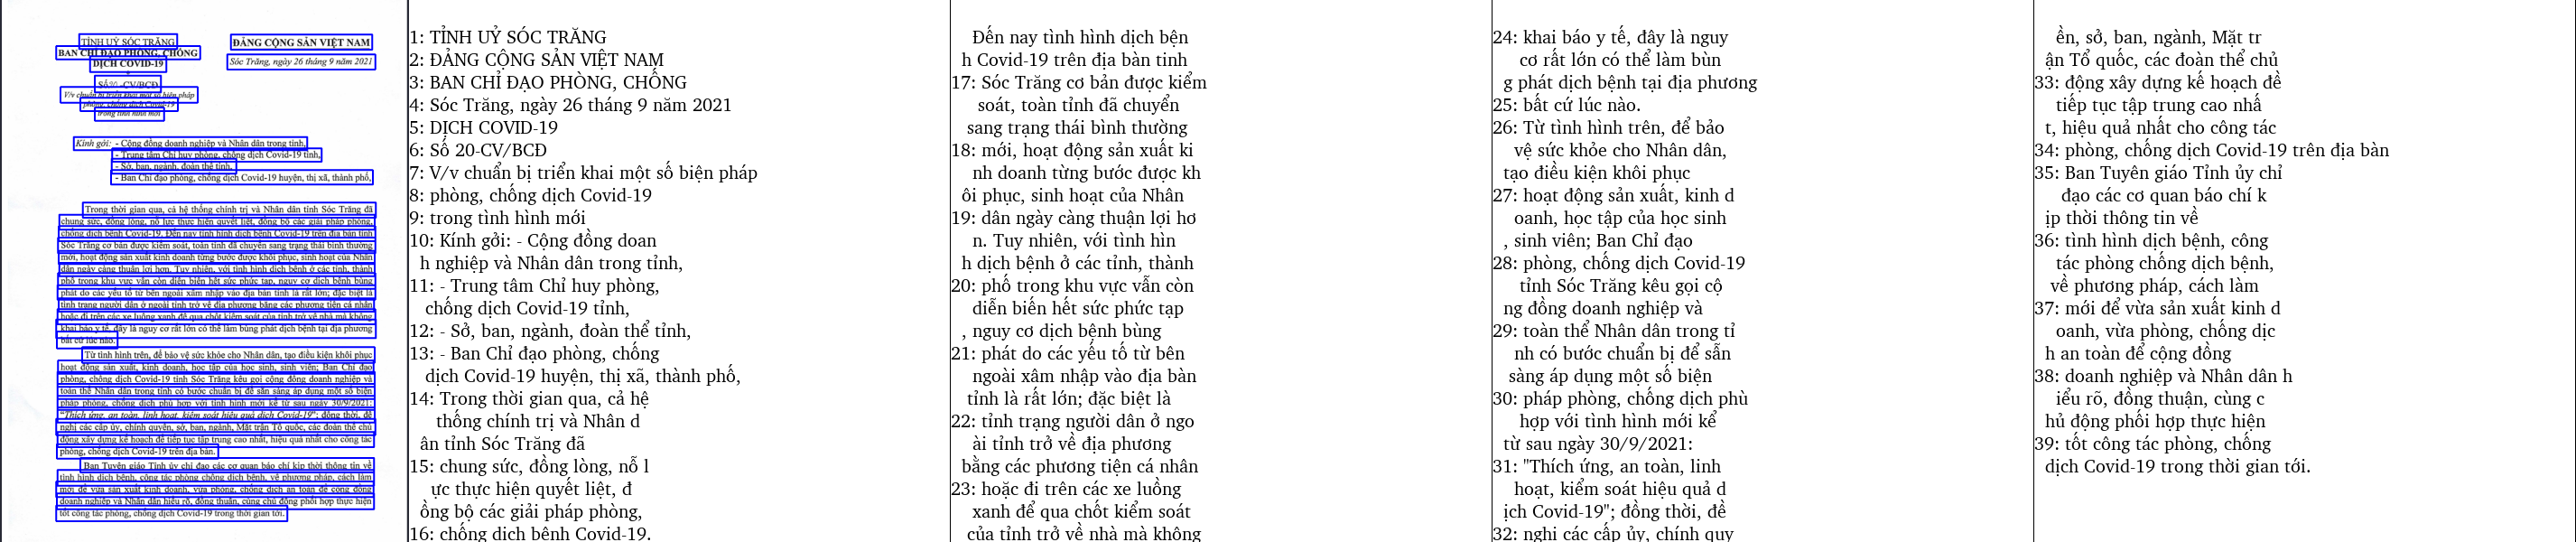 TỈNH UỶ SÓC TRĂNG
BAN CHỈ ĐẠO PHÒNG, CHỐNG
DỊCH COVID-19
ĐẢNG CỘNG SẢN VIỆT NAM
Sóc Trăng, ngày 26 tháng 9 năm 2021
Số 20 -CV/BCĐ
V/v chuẩn bị triển khai một số biện pháp
phòng, chống dịch Covid-19
trong tình hình mới
Kính gởi: - Cộng đồng doanh nghiệp và Nhân dân trong tỉnh,
- Trung tâm Chỉ huy phòng, chống dịch Covid-19 tỉnh,
- Sở, ban, ngành, đoàn thể tỉnh,
- Ban Chỉ đạo phòng, chống dịch Covid-19 huyện, thị xã, thành phố,
Trong thời gian qua, cả hệ thống chính trị và Nhân dân tỉnh Sóc Trăng đã
chung sức, đồng lòng, nỗ lực thực hiện quyết liệt, đồng bộ các giải pháp phòng,
chống dịch bệnh Covid-19. Đến nay tình hình dịch bệnh Covid-19 trên địa bàn tỉnh
Sóc Trăng cơ bản được kiểm soát, toàn tỉnh đã chuyển sang trạng thái bình thường
mới, hoạt động sản xuất kinh doanh từng bước được khôi phục, sinh hoạt của Nhân
dân ngày càng thuận lợi hơn. Tuy nhiên, với tình hình dịch bệnh ở các tỉnh, thành
phố trong khu vực vẫn còn diễn biến hết sức phức tạp, nguy cơ dịch bệnh bùng
phát do các yếu tố từ bên ngoài xâm nhập vào địa bàn tỉnh là rất lớn; đặc biệt là
tình trạng người dân ở ngoài tỉnh trở về địa phương bằng các phương tiện cá nhân
hoặc đi trên các xe luồng xanh để qua chốt kiểm soát của tỉnh trở về nhà mà không
khai báo y tế, đây là nguy cơ rất lớn có thể làm bùng phát dịch bệnh tại địa phương
bất cứ lúc nào.
Từ tình hình trên, để bảo vệ sức khỏe cho Nhân dân, tạo điều kiện khôi phục
hoạt động sản xuất, kinh doanh, học tập của học sinh, sinh viên; Ban Chỉ đạo
phòng, chống dịch Covid-19 tỉnh Sóc Trăng kêu gọi cộng đồng doanh nghiệp và
toàn thể Nhân dân trong tỉnh có bước chuẩn bị để sẵn sàng áp dụng một số biện
pháp phòng, chống dịch phù hợp với tình hình mới kể từ sau ngày 30/9/2021:
"Thích ứng, an toàn, linh hoạt, kiểm soát hiệu quả dịch Covid-19"; đồng thời, đề
nghị các cấp ủy, chính quyền, sở, ban, ngành, Mặt trận Tổ quốc, các đoàn thể chủ
động xây dựng kế hoạch để tiếp tục tập trung cao nhất, hiệu quả nhất cho công tác
phòng, chống dịch Covid-19 trên địa bàn.
Ban Tuyên giáo Tỉnh ủy chỉ đạo các cơ quan báo chí kịp thời thông tin về
tình hình dịch bệnh, công tác phòng chống dịch bệnh, về phương pháp, cách làm
mới để vừa sản xuất kinh doanh, vừa phòng, chống dịch an toàn để cộng đồng
doanh nghiệp và Nhân dân hiểu rõ, đồng thuận, cùng chủ động phối hợp thực hiện
tốt công tác phòng, chống dịch Covid-19 trong thời gian tới.
1: TỈNH UỶ SÓC TRĂNG
2: ĐẢNG CỘNG SẢN VIỆT NAM
3: BAN CHỈ ĐẠO PHÒNG, CHỐNG
4: Sóc Trăng, ngày 26 tháng 9 năm 2021
5: DỊCH COVID-19
6: Số 20-CV/BCĐ
7: V/v chuẩn bị triển khai một số biện pháp
8: phòng, chống dịch Covid-19
9: trong tình hình mới
10: Kính gởi: - Cộng đồng doan
h nghiệp và Nhân dân trong tỉnh,
11: - Trung tâm Chỉ huy phòng,
chống dịch Covid-19 tỉnh,
12: - Sở, ban, ngành, đoàn thể tỉnh,
13: - Ban Chỉ đạo phòng, chống
dịch Covid-19 huyện, thị xã, thành phố,
14: Trong thời gian qua, cả hệ
thống chính trị và Nhân d
ân tỉnh Sóc Trăng đã
15: chung sức, đồng lòng, nỗ l
ực thực hiện quyết liệt, đ
ồng bộ các giải pháp phòng,
16: chống dịch bệnh Covid-19.
Đến nay tình hình dịch bện
h Covid-19 trên địa bàn tinh
17: Sóc Trăng cơ bản được kiểm
soát, toàn tỉnh đã chuyển
sang trạng thái bình thường
18: mới, hoạt động sản xuất ki
nh doanh từng bước được kh
ôi phục, sinh hoạt của Nhân
19: dân ngày càng thuận lợi hơ
n. Tuy nhiên, với tình hìn
h dịch bệnh ở các tỉnh, thành
20: phố trong khu vực vẫn còn
diễn biến hết sức phức tạp
, nguy cơ dịch bệnh bùng
21: phát do các yếu tố từ bên
ngoài xâm nhập vào địa bàn
tỉnh là rất lớn; đặc biệt là
22: tỉnh trạng người dân ở ngo
ài tỉnh trở về địa phương
bằng các phương tiện cá nhân
23: hoặc đi trên các xe luồng
xanh để qua chốt kiểm soát
của tỉnh trở về nhà mà không
24: khai báo y tế, đây là nguy
cơ rất lớn có thể làm bùn
g phát dịch bệnh tại địa phương
25: bất cứ lúc nào.
26: Từ tình hình trên, để bảo
vệ sức khỏe cho Nhân dân,
tạo điều kiện khôi phục
27: hoạt động sản xuất, kinh d
oanh, học tập của học sinh
, sinh viên; Ban Chỉ đạo
28: phòng, chống dịch Covid-19
tỉnh Sóc Trăng kêu gọi cộ
ng đồng doanh nghiệp và
29: toàn thể Nhân dân trong tỉ
nh có bước chuẩn bị để sẵn
sàng áp dụng một số biện
30: pháp phòng, chống dịch phù
hợp với tình hình mới kể
từ sau ngày 30/9/2021:
31: "Thích ứng, an toàn, linh
hoạt, kiểm soát hiệu quả d
ịch Covid-19"; đồng thời, đề
32: nghị các cấp ủy, chính quy
ền, sở, ban, ngành, Mặt tr
ận Tổ quốc, các đoàn thể chủ
33: động xây dựng kế hoạch đề
tiếp tục tập trung cao nhấ
t, hiệu quả nhất cho công tác
34: phòng, chống dịch Covid-19 trên địa bàn
35: Ban Tuyên giáo Tỉnh ủy chỉ
đạo các cơ quan báo chí k
ịp thời thông tin về
36: tình hình dịch bệnh, công
tác phòng chống dịch bệnh,
về phương pháp, cách làm
37: mới để vừa sản xuất kinh d
oanh, vừa phòng, chống dịc
h an toàn để cộng đồng
38: doanh nghiệp và Nhân dân h
iểu rõ, đồng thuận, cùng c
hủ động phối hợp thực hiện
39: tốt công tác phòng, chống
dịch Covid-19 trong thời gian tới.